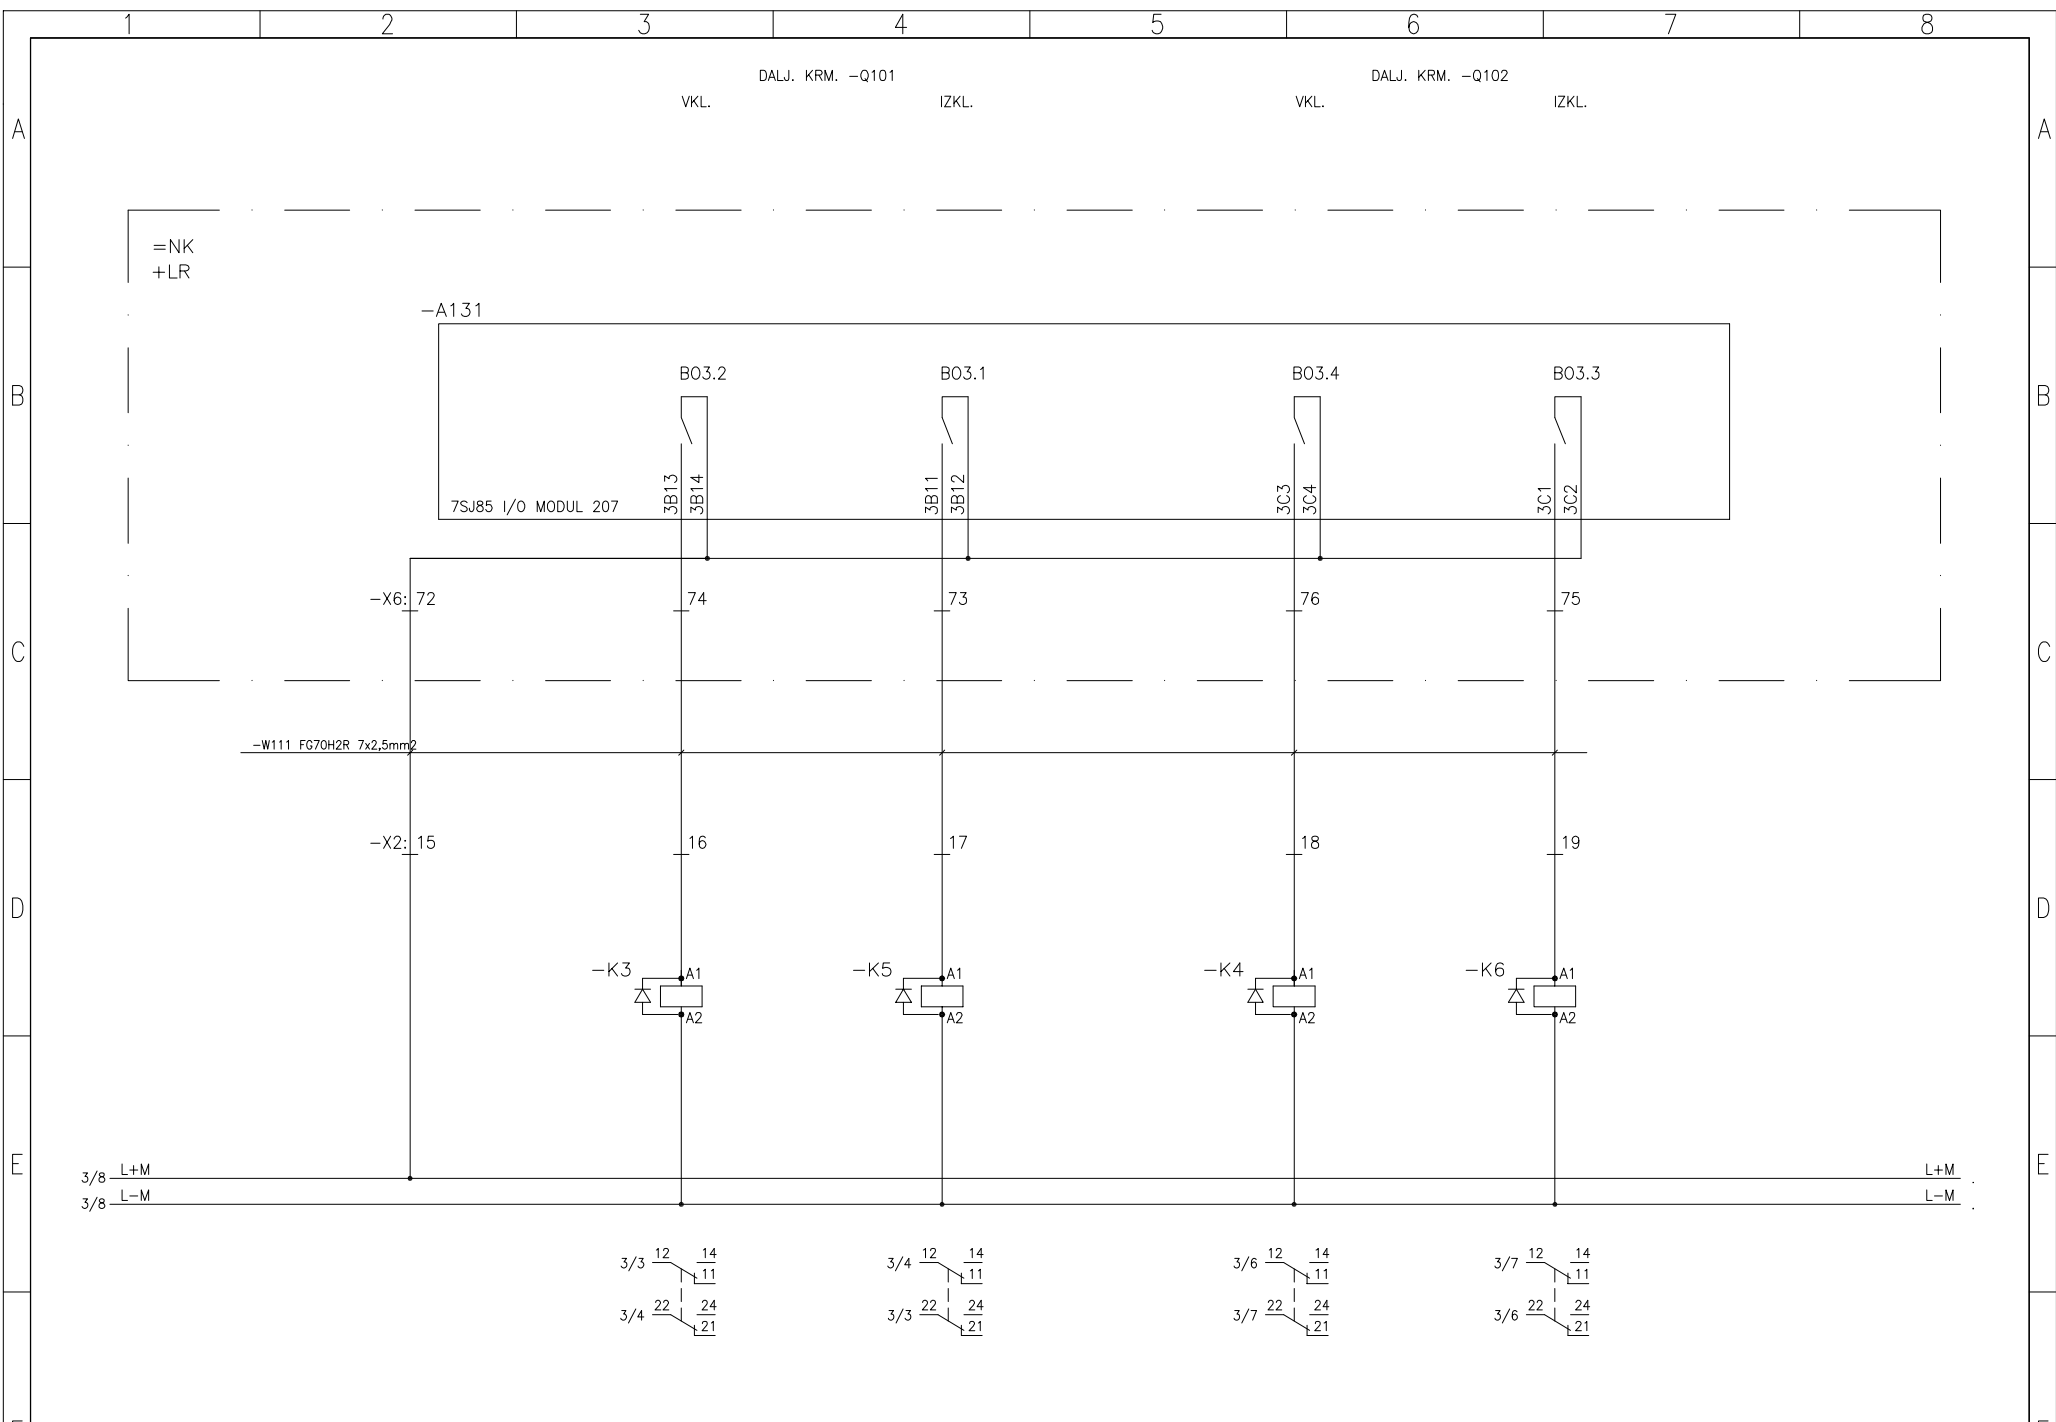 1 2 3 4 5 6 7 8
DALJ. KRM. -Q101 DALJ. KRM. -Q102
VKL. IZKL. VKL. IZKL.
A A
=NK
+LR
-A131
B03.2 B03.1 B03.4 B03.3
B B
3B13 3B14 3B11 3B12 3C3 3C4 3C1 3C2
7SJ85 I/O MODUL 207
-X6: 72 74 73 76 75
C C
-W111 FG70H2R 7x2,5mm2
-X2: 15 16 17 18 19
D D
-K3 A1 -K5 A1 -K4 A1 -K6 A1
A2 A2 A2 A2
E E
3/8 L+M L+M
3/8 L-M L-M
3/3 12 14 3/4 12 14 3/6 12 14 3/7 12 14
11 11 11 11
3/4 22 24 3/3 22 24 3/7 22 24 3/6 22 24
21 21 21 21